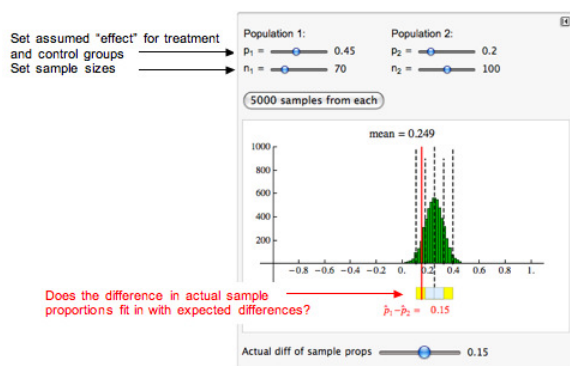 Set assumed "effect" for treatment
and control groups
Set sample sizes
Population 1:
Population 2:
p₁ = 0.45
p₂ = 0.2
n₁ = 70
n₂ = 100
5000 samples from each
mean = 0.249
1000
800
600
400
200
-0.8 -0.6 -0.4 -0.2 0. 0.2 0.4 0.6 0.8 1.
Does the difference in actual sample
proportions fit in with expected differences?
p̂₁-p̂₂ = 0.15
Actual diff of sample props 0.15